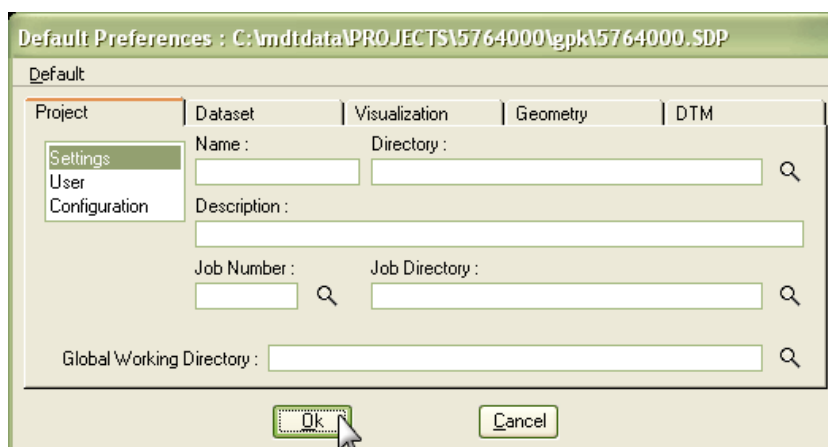 Default Preferences : C:\mdtdata\PROJECTS\5764000\gpk\5764000.SDP
Default
Project Dataset Visualization Geometry DTM
Settings
User
Configuration
Name : Directory :
Description :
Job Number : Job Directory :
Global Working Directory :
Ok Cancel